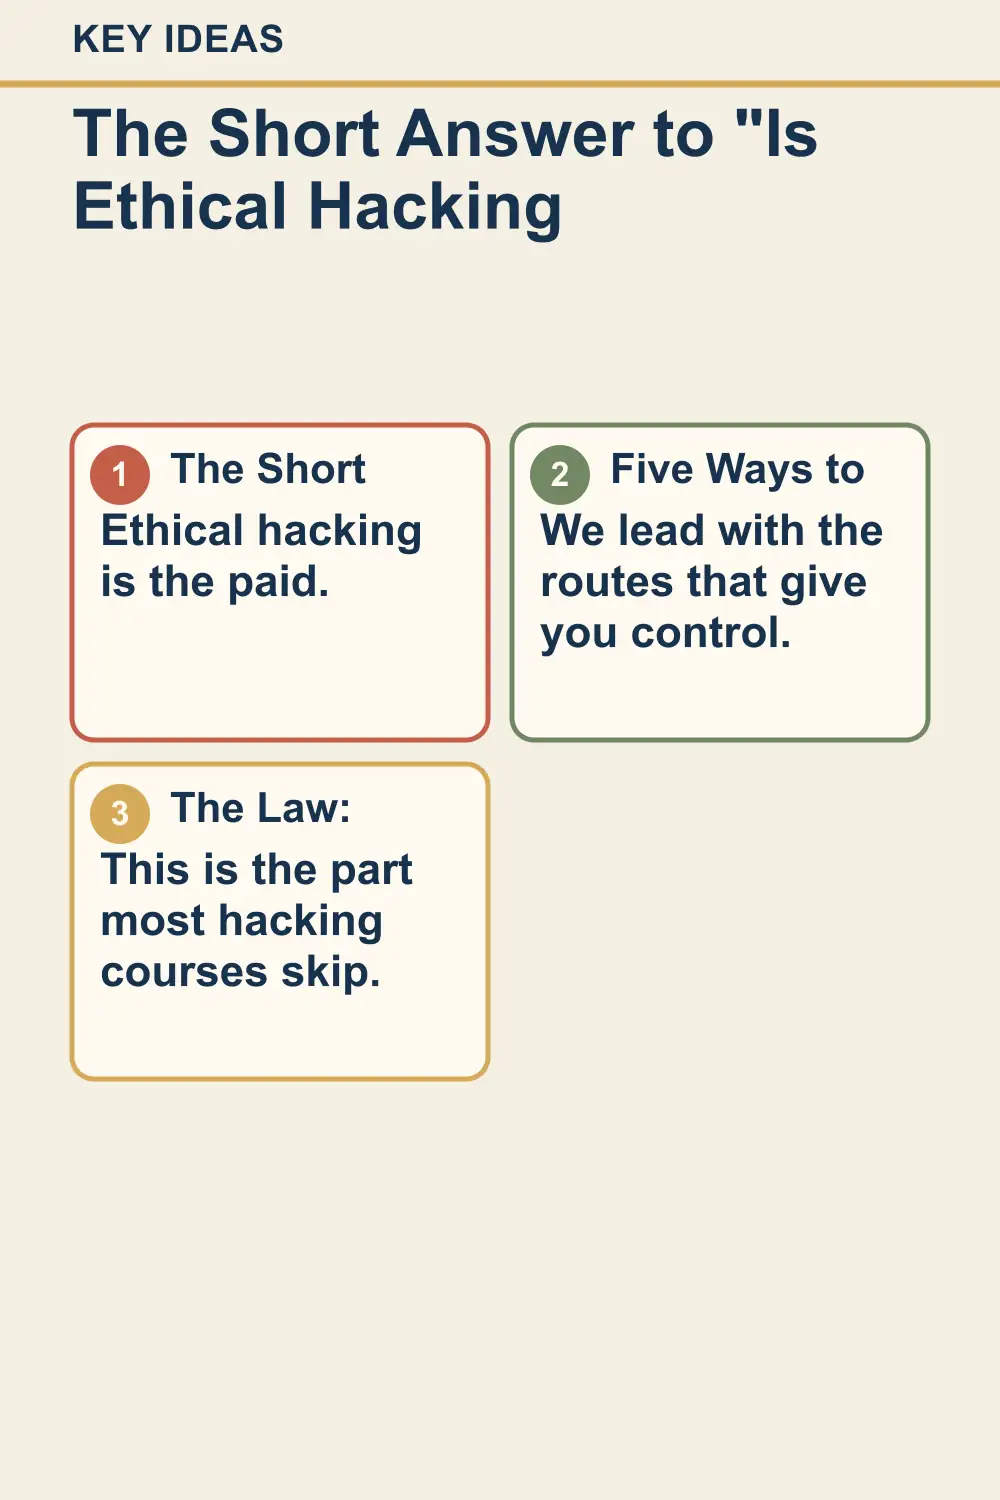 KEY IDEAS
The Short Answer to "Is
Ethical Hacking
1 The Short
Ethical hacking
is the paid.
2 Five Ways to
We lead with the
routes that give
you control.
3 The Law:
This is the part
most hacking
courses skip.